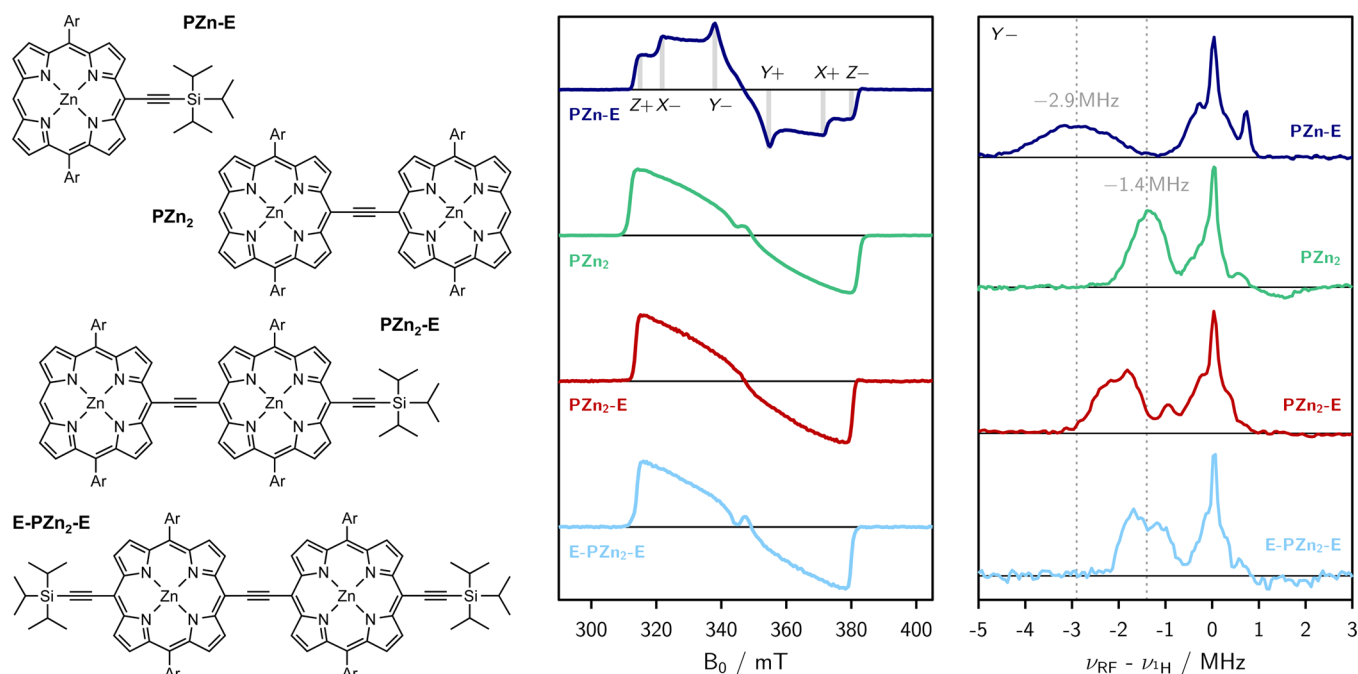 PZn-E
Ar
N
N
Zn
N
N
Si
Ar
PZn2
Ar
Ar
N
N
N
N
Zn
Zn
N
N
N
N
Ar
Ar
PZn2-E
Ar
Ar
N
N
N
N
Zn
Zn
N
N
N
N
Si
Ar
Ar
E-PZn2-E
Ar
Ar
Si
N
N
N
N
Zn
Zn
N
N
N
N
Si
Ar
Ar
Z+ X− Y− Y+ X+ Z−
PZn-E
PZn2
PZn2-E
E-PZn2-E
300 320 340 360 380 400
B0 / mT
Y−
−2.9 MHz
PZn-E
−1.4 MHz
PZn2
PZn2-E
E-PZn2-E
-5 -4 -3 -2 -1 0 1 2 3
νRF - ν1H / MHz